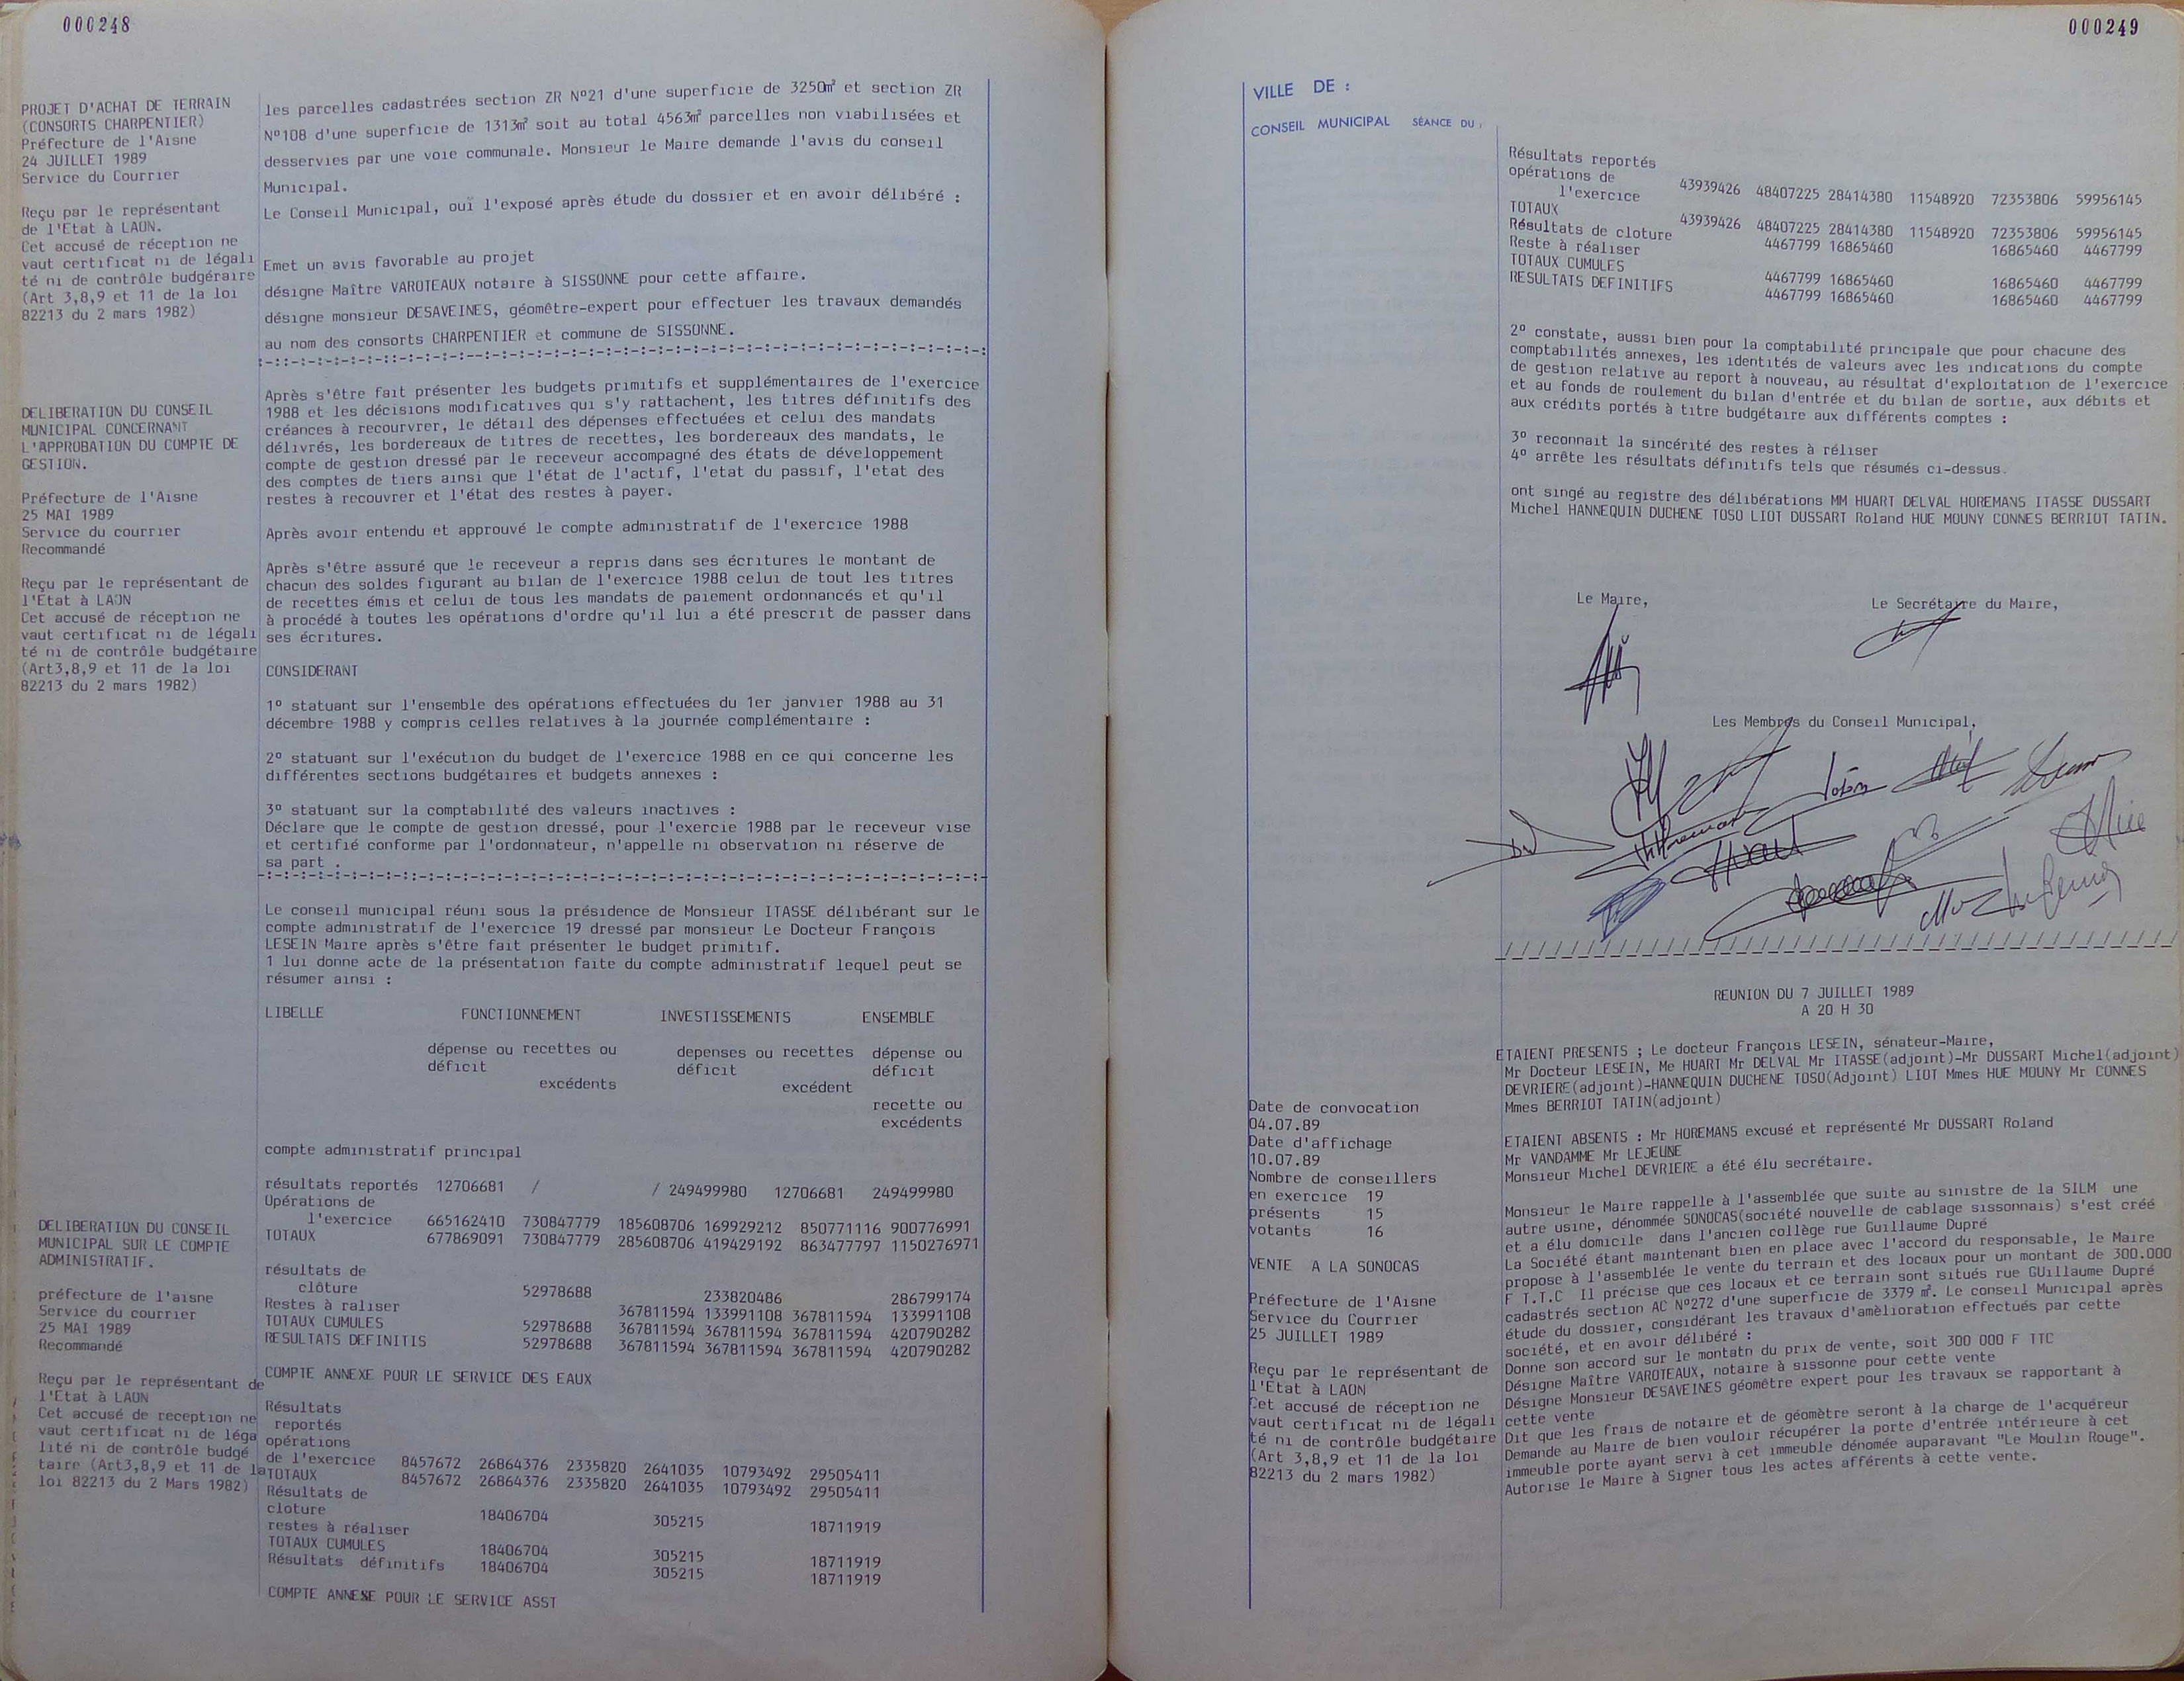 000248
PROJET D'ACHAT DE TERRAIN
(CONSORTS CHARPENTIER)
Préfecture de l'Aisne
24 JUILLET 1989
Service du Courrier
Reçu par le représentant
de l'Etat à LAON.
Cet accusé de réception ne
vaut certificat ni de légali
té ni de contrôle budgéraire
(Art 3,8,9 et 11 de la loi
82213 du 2 mars 1982)
les parcelles cadastrées section ZR Nº21 d'une superficie de 3250m² et section ZR
Nº108 d'une superficie de 1313m² soit au total 4563m² parcelles non viabilisées et
desservies par une voie communale. Monsieur le Maire demande l'avis du conseil
Municipal.
Le Conseil Municipal, ouï l'exposé après étude du dossier et en avoir délibéré :
Emet un avis favorable au projet
désigne Maître VAROTEAUX notaire à SISSONNE pour cette affaire.
désigne monsieur DESAVEINES, géomêtre-expert pour effectuer les travaux demandés
au nom des consorts CHARPENTIER et commune de SISSONNE.
DELIBERATION DU CONSEIL
MUNICIPAL CONCERNANT
L'APPROBATION DU COMPTE DE
GESTION.
Préfecture de l'Aisne
25 MAI 1989
Service du courrier
Recommandé
Reçu par le représentant de
l'Etat à LAON
Cet accusé de réception ne
vaut certificat ni de légali
té ni de contrôle budgétaire
(Art3,8,9 et 11 de la loi
82213 du 2 mars 1982)
Après s'être fait présenter les budgets primitifs et supplémentaires de l'exercice
1988 et les décisions modificatives qui s'y rattachent, les titres définitifs des
créances à recourvrer, le détail des dépenses effectuées et celui des mandats
délivrés, les bordereaux de titres de recettes, les bordereaux des mandats, le
compte de gestion dressé par le receveur accompagné des états de développement
des comptes de tiers ainsi que l'état de l'actif, l'etat du passif, l'etat des
restes à recouvrer et l'état des restes à payer.
Après avoir entendu et approuvé le compte administratif de l'exercice 1988
Après s'être assuré que le receveur a repris dans ses écritures le montant de
chacun des soldes figurant au bilan de l'exercice 1988 celui de tout les titres
de recettes émis et celui de tous les mandats de paiement ordonnancés et qu'il
à procédé à toutes les opérations d'ordre qu'il lui a été prescrit de passer dans
ses écritures.
CONSIDERANT
1º statuant sur l'ensemble des opérations effectuées du 1er janvier 1988 au 31
décembre 1988 y compris celles relatives à la journée complémentaire :
2º statuant sur l'exécution du budget de l'exercice 1988 en ce qui concerne les
différentes sections budgétaires et budgets annexes :
3º statuant sur la comptabilité des valeurs inactives :
Déclare que le compte de gestion dressé, pour l'exercie 1988 par le receveur vise
et certifié conforme par l'ordonnateur, n'appelle ni observation ni réserve de
sa part .
Le conseil municipal réuni sous la présidence de Monsieur ITASSE délibérant sur le
compte administratif de l'exercice 19 dressé par monsieur Le Docteur François
LESEIN Maire après s'être fait présenter le budget primitif.
1 lui donne acte de la présentation faite du compte administratif lequel peut se
résumer ainsi :
LIBELLE FONCTIONNEMENT INVESTISSEMENTS ENSEMBLE
dépense ou recettes ou depenses ou recettes dépense ou
déficit déficit déficit
excédents excédent
recette ou
excédents
compte administratif principal
résultats reportés 12706681 / / 249499980 12706681 249499980
Opérations de
l'exercice 665162410 730847779 185608706 169929212 850771116 900776991
TOTAUX 677869091 730847779 285608706 419429192 863477797 1150276971
résultats de
clôture 52978688 233820486 286799174
Restes à raliser 367811594 133991108 367811594 133991108
TOTAUX CUMULES 52978688 367811594 367811594 367811594 420790282
RESULTATS DEFINITIS 52978688 367811594 367811594 367811594 420790282
DELIBERATION DU CONSEIL
MUNICIPAL SUR LE COMPTE
ADMINISTRATIF.
préfecture de l'aisne
Service du courrier
25 MAI 1989
Recommandé
Reçu par le représentant de
l'Etat à LAON
Cet accusé de reception ne
vaut certificat ni de léga
lité ni de contrôle budgé
taire (Art3,8,9 et 11 de la
loi 82213 du 2 Mars 1982)
COMPTE ANNEXE POUR LE SERVICE DES EAUX
Résultats
reportés
opérations
de l'exercice 8457672 26864376 2335820 2641035 10793492 29505411
TOTAUX 8457672 26864376 2335820 2641035 10793492 29505411
Résultats de
cloture 18406704 305215 18711919
restes à réaliser
TOTAUX CUMULES 18406704 305215 18711919
Résultats définitifs 18406704 305215 18711919
COMPTE ANNEXE POUR LE SERVICE ASST
000249
VILLE DE :
CONSEIL MUNICIPAL SÉANCE DU :
Résultats reportés
opérations de
l'exercice 43939426 48407225 28414380 11548920 72353806 59956145
TOTAUX 43939426 48407225 28414380 11548920 72353806 59956145
Résultats de cloture 4467799 16865460 16865460 4467799
Reste à réaliser
TOTAUX CUMULES 4467799 16865460 16865460 4467799
RESULTATS DEFINITIFS 4467799 16865460 16865460 4467799
2º constate, aussi bien pour la comptabilité principale que pour chacune des
comptabilités annexes, les identités de valeurs avec les indications du compte
de gestion relative au report à nouveau, au résultat d'exploitation de l'exercice
et au fonds de roulement du bilan d'entrée et du bilan de sortie, aux débits et
aux crédits portés à titre budgétaire aux différents comptes :
3º reconnait la sincérité des restes à réliser
4º arrête les résultats définitifs tels que résumés ci-dessus.
ont singé au registre des délibérations MM HUART DELVAL HOREMANS ITASSE DUSSART
Michel HANNEQUIN DUCHENE TOSO LIOT DUSSART Roland HUE MOUNY CONNES BERRIOT TATIN.
Le Maire, Le Secrétaire du Maire,
Les Membres du Conseil Municipal,
REUNION DU 7 JUILLET 1989
A 20 H 30
ETAIENT PRESENTS ; Le docteur François LESEIN, sénateur-Maire,
Mr Docteur LESEIN, Me HUART Mr DELVAL Mr ITASSE(adjoint)-Mr DUSSART Michel(adjoint)
DEVRIERE(adjoint)-HANNEQUIN DUCHENE TOSO(Adjoint) LIOT Mmes HUE MOUNY Mr CONNES
Mmes BERRIOT TATIN(adjoint)
ETAIENT ABSENTS : Mr HOREMANS excusé et représenté Mr DUSSART Roland
Mr VANDAMME Mr LEJEUNE
Monsieur Michel DEVRIERE a été élu secrétaire.
Date de convocation
04.07.89
Date d'affichage
10.07.89
Nombre de conseillers
en exercice 19
présents 15
votants 16
VENTE A LA SONOCAS
Préfecture de l'Aisne
Service du Courrier
25 JUILLET 1989
Reçu par le représentant de
l'Etat à LAON
Cet accusé de réception ne
vaut certificat ni de légali
té ni de contrôle budgétaire
(Art 3,8,9 et 11 de la loi
82213 du 2 mars 1982)
Monsieur le Maire rappelle à l'assemblée que suite au sinistre de la SILM une
autre usine, dénommée SONOCAS(société nouvelle de cablage sissonnais) s'est créé
et a élu domicile dans l'ancien collège rue Guillaume Dupré
La Société étant maintenant bien en place avec l'accord du responsable, le Maire
propose à l'assemblée le vente du terrain et des locaux pour un montant de 300.000
F T.T.C Il précise que ces locaux et ce terrain sont situés rue GUillaume Dupré
cadastrés section AC Nº272 d'une superficie de 3379 m². Le conseil Municipal après
étude du dossier, considérant les travaux d'amèlioration effectués par cette
société, et en avoir délibéré :
Donne son accord sur le montatn du prix de vente, soit 300 000 F TTC
Désigne Maître VAROTEAUX, notaire à sissonne pour cette vente
Désigne Monsieur DESAVEINES géomêtre expert pour les travaux se rapportant à
cette vente
Dit que les frais de notaire et de géomètre seront à la charge de l'acquéreur
Demande au Maire de bien vouloir récupérer la porte d'entrée intérieure à cet
immeuble porte ayant servi à cet immeuble dénomée auparavant "Le Moulin Rouge".
Autorise le Maire à Signer tous les actes afférents à cette vente.